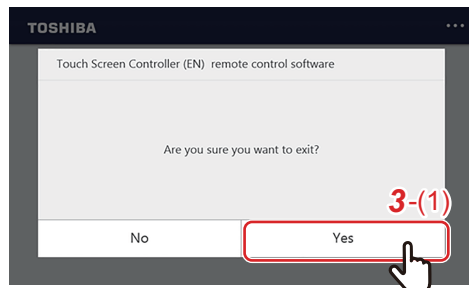 TOSHIBA
Touch Screen Controller (EN) remote control software
Are you sure you want to exit?
3-(1)
No
Yes